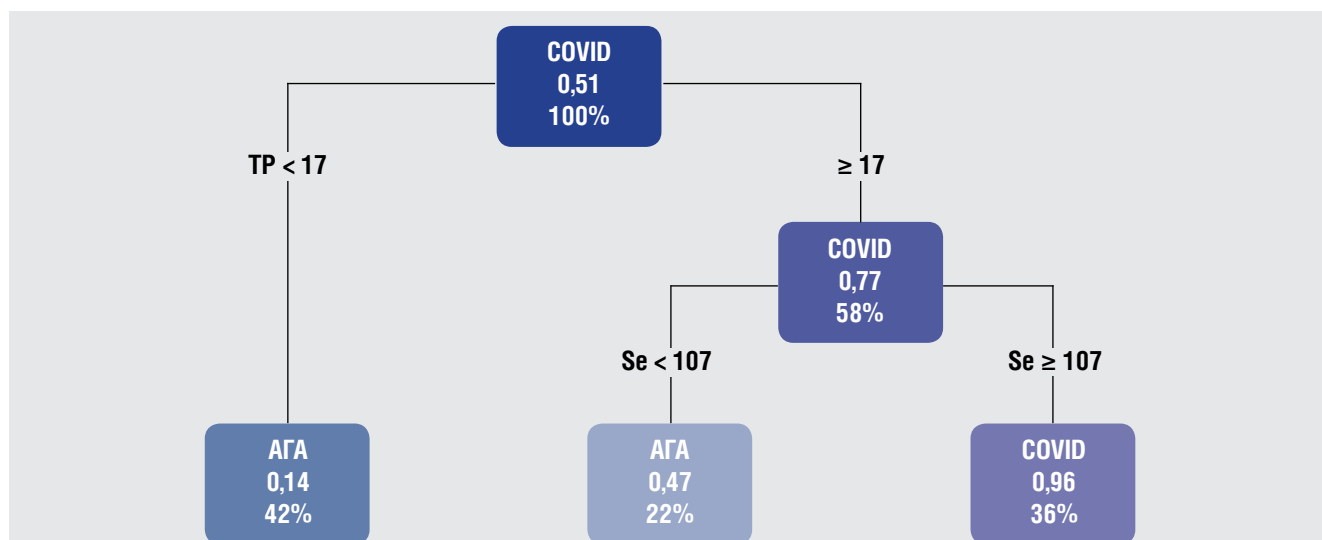 COVID
0,51
100%
TP < 17
≥ 17
COVID
0,77
58%
Se < 107
Se ≥ 107
АГА
0,14
42%
АГА
0,47
22%
COVID
0,96
36%